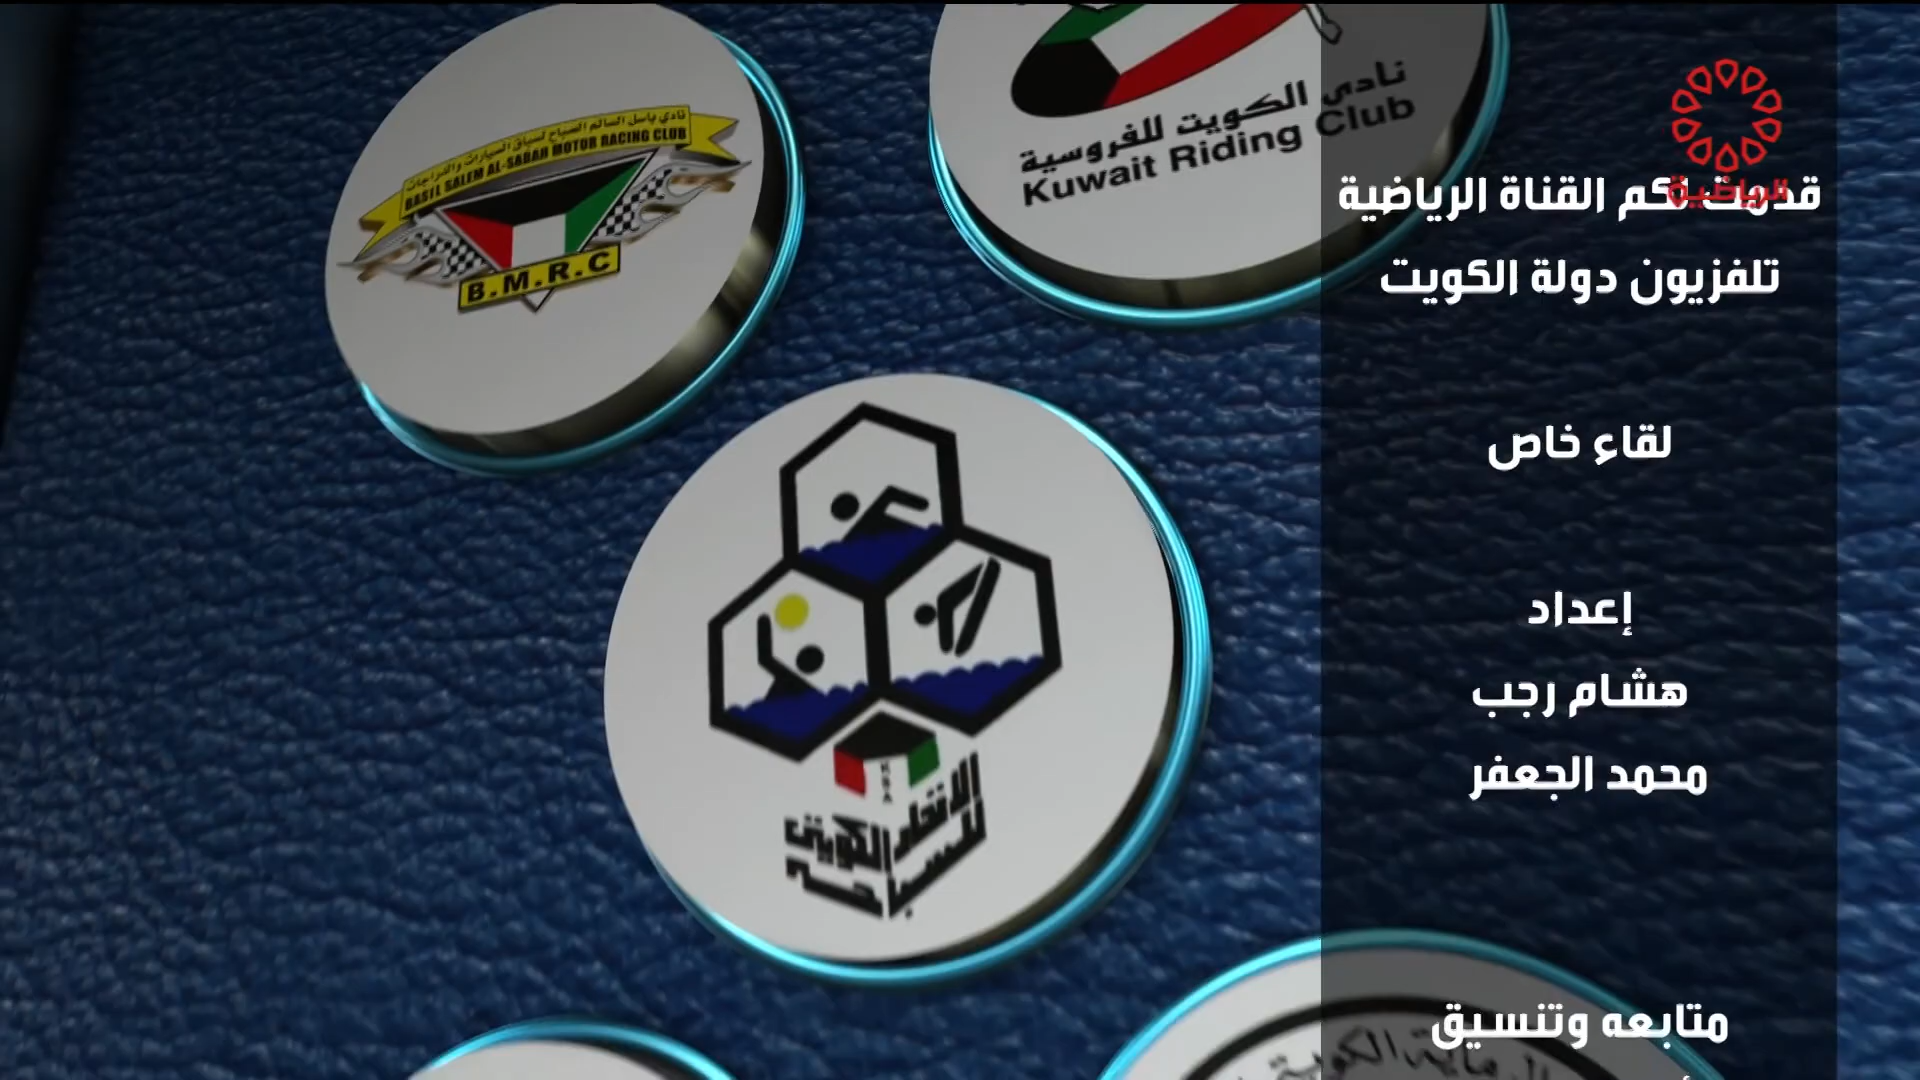 نادي باسل السالم الصباح لسباق السيارات والدراجات
BASIL SALEM AL-SABAH MOTOR RACING CLUB
B.M.R.C
نادي الكويت للفروسية
Kuwait Riding Club
الاتحاد الكويتي
للسباحة
الرياضية
قدمت لكم القناة الرياضية
تلفزيون دولة الكويت
لقاء خاص
إعداد
هشام رجب
محمد الجعفر
متابعه وتنسيق